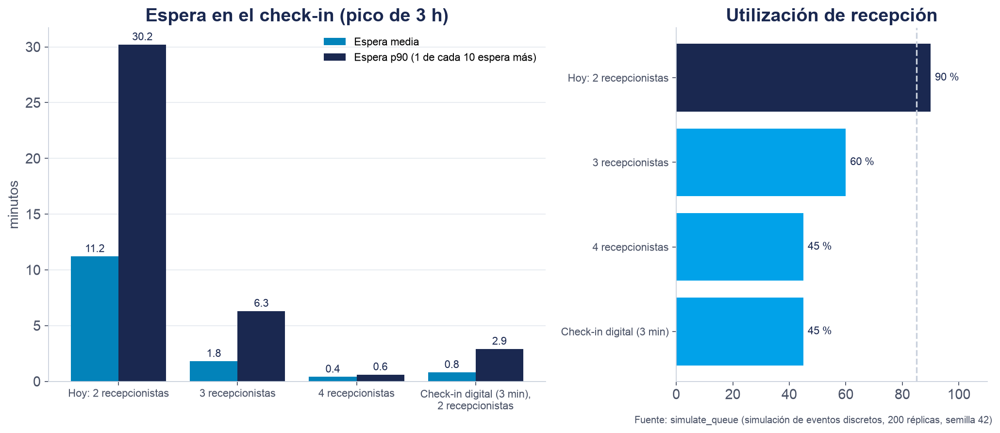 Espera en el check-in (pico de 3 h)
minutos
30
25
20
15
10
5
0
Espera media
Espera p90 (1 de cada 10 espera más)
11.2
30.2
1.8
6.3
0.4
0.6
0.8
2.9
Hoy: 2 recepcionistas
3 recepcionistas
4 recepcionistas
Check-in digital (3 min),
2 recepcionistas
Utilización de recepción
Hoy: 2 recepcionistas
90 %
3 recepcionistas
60 %
4 recepcionistas
45 %
Check-in digital (3 min)
45 %
0
20
40
60
80
100
Fuente: simulate_queue (simulación de eventos discretos, 200 réplicas, semilla 42)